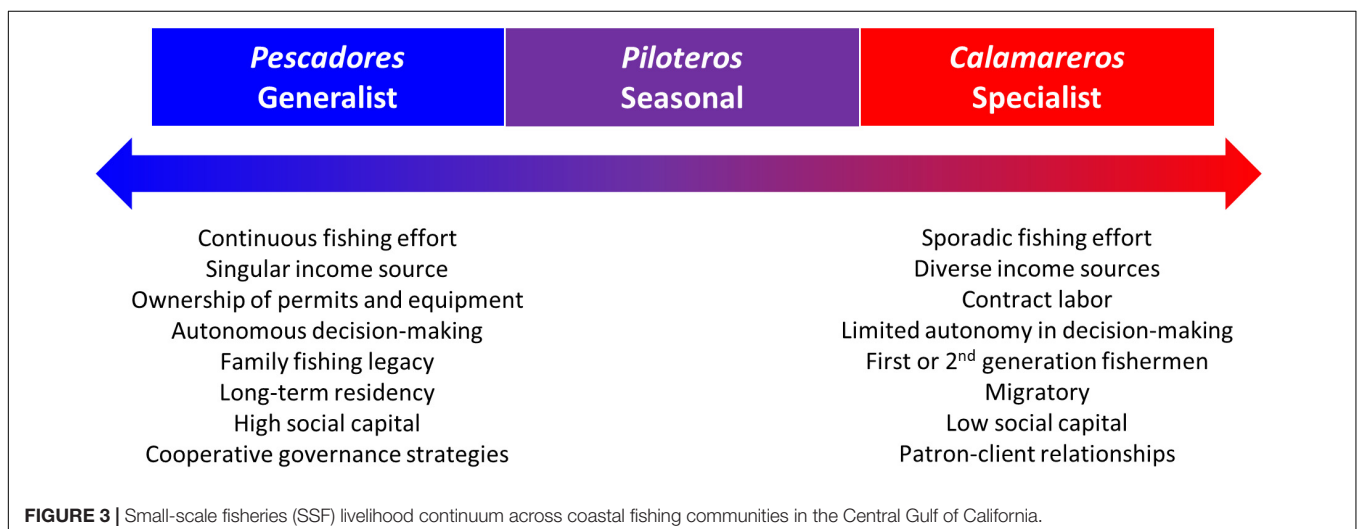 Pescadores
Generalist
Piloteros
Seasonal
Calamareros
Specialist
Continuous fishing effort
Singular income source
Ownership of permits and equipment
Autonomous decision-making
Family fishing legacy
Long-term residency
High social capital
Cooperative governance strategies
Sporadic fishing effort
Diverse income sources
Contract labor
Limited autonomy in decision-making
First or 2nd generation fishermen
Migratory
Low social capital
Patron-client relationships
FIGURE 3 | Small-scale fisheries (SSF) livelihood continuum across coastal fishing communities in the Central Gulf of California.